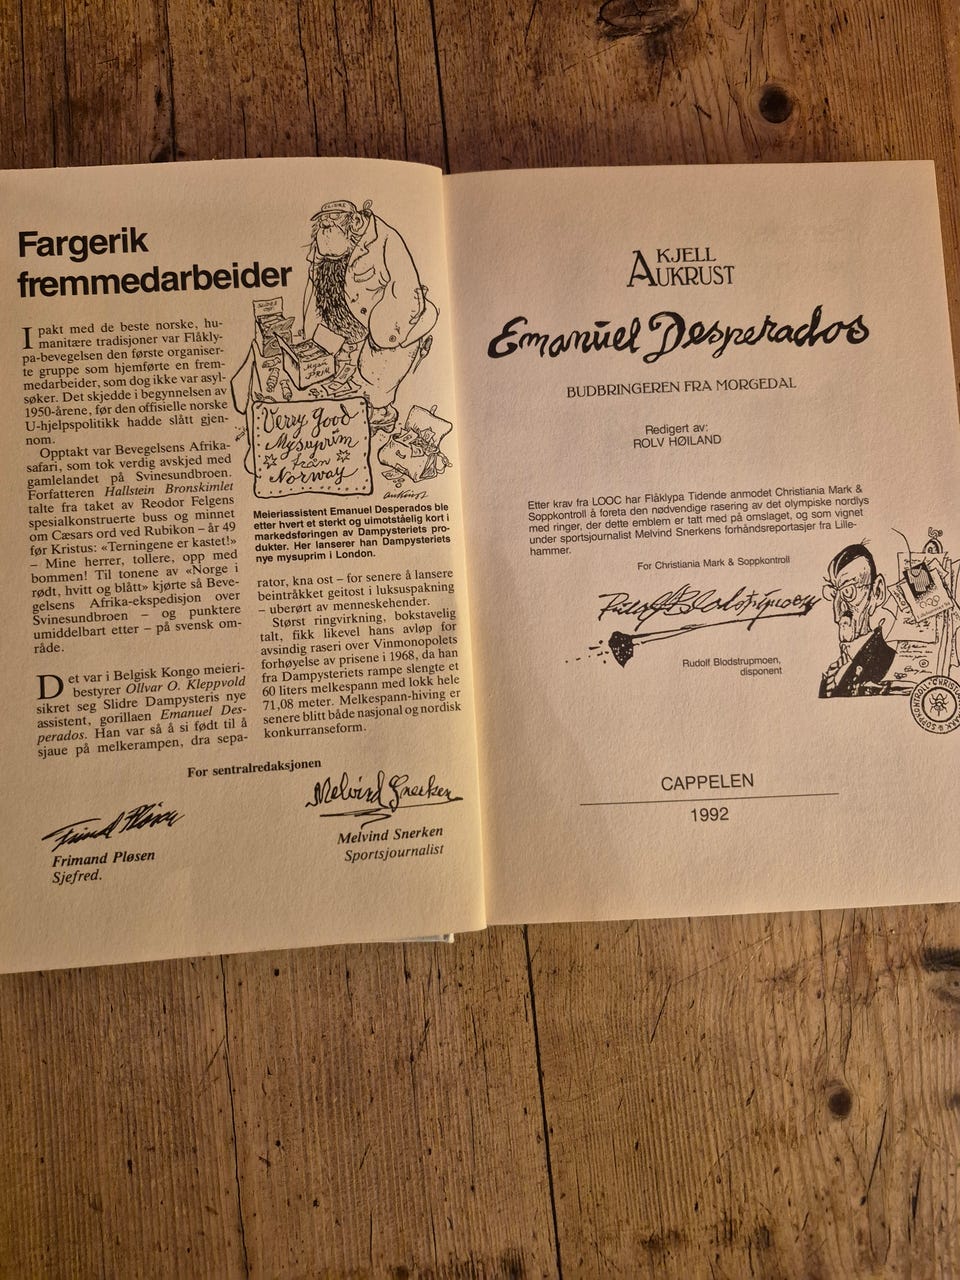 Fargerik
fremmedarbeider
I pakt med de beste norske, hu-
manitære tradisjoner var Flåkly-
pa-bevegelsen den første organiser-
te gruppe som hjemførte en frem-
medarbeider, som dog ikke var asyl-
søker. Det skjedde i begynnelsen av
1950-årene, før den offisielle norske
U-hjelpspolitikk hadde slått gjen-
nom.
Opptakt var Bevegelsens Afrika-
safari, som tok verdig avskjed med
gamlelandet på Svinesundbroen.
Forfatteren Hallstein Bronskimlet
talte fra taket av Reodor Felgens
spesialkonstruerte buss og minnet
om Cæsars ord ved Rubikon – år 49
før Kristus: «Terningene er kastet!»
– Mine herrer, tollere, opp med
bommen! Til tonene av «Norge i
rødt, hvitt og blått» kjørte så Beve-
gelsens Afrika-ekspedisjon over
Svinesundbroen – og punktere
umiddelbart etter – på svensk om-
råde.
Det var i Belgisk Kongo meieri-
bestyrer Ollvar O. Kleppvold
sikret seg Slidre Dampysteris nye
assistent, gorillaen Emanuel Des-
perados. Han var så å si født til å
sjaue på melkerampen, dra sepa-
Verry Good
Mysuprim
från
Norway
Aukrust
Meieriassistent Emanuel Desperados ble
etter hvert et sterkt og uimotståelig kort i
markedsføringen av Dampysteriets pro-
dukter. Her lanserer han Dampysteriets
nye mysuprim i London.
rator, kna ost – for senere å lansere
beintråkket geitost i luksuspakning
– uberørt av menneskehender.
Størst ringvirkning, bokstavelig
talt, fikk likevel hans avløp for
avsindig raseri over Vinmonopolets
forhøyelse av prisene i 1968, da han
fra Dampysteriets rampe slengte et
60 liters melkespann med lokk hele
71,08 meter. Melkespann-hiving er
senere blitt både nasjonal og nordisk
konkurranseform.
For sentralredaksjonen
Frimand Pløsen
Melvind Snerken
Frimand Pløsen
Sjefred.
Melvind Snerken
Sportsjournalist
KJELL
AUKRUST
Emanuel Desperados
BUDBRINGEREN FRA MORGEDAL
Redigert av:
ROLV HØILAND
Etter krav fra LOOC har Flåklypa Tidende anmodet Christiania Mark &
Soppkontroll å foreta den nødvendige rasering av det olympiske nordlys
med ringer, der dette emblem er tatt med på omslaget, og som vignet
under sportsjournalist Melvind Snerkens forhåndsreportasjer fra Lille-
hammer.
For Christiania Mark & Soppkontroll
Rudolf Blodstrupmoen
Rudolf Blodstrupmoen,
disponent
CAPPELEN
1992